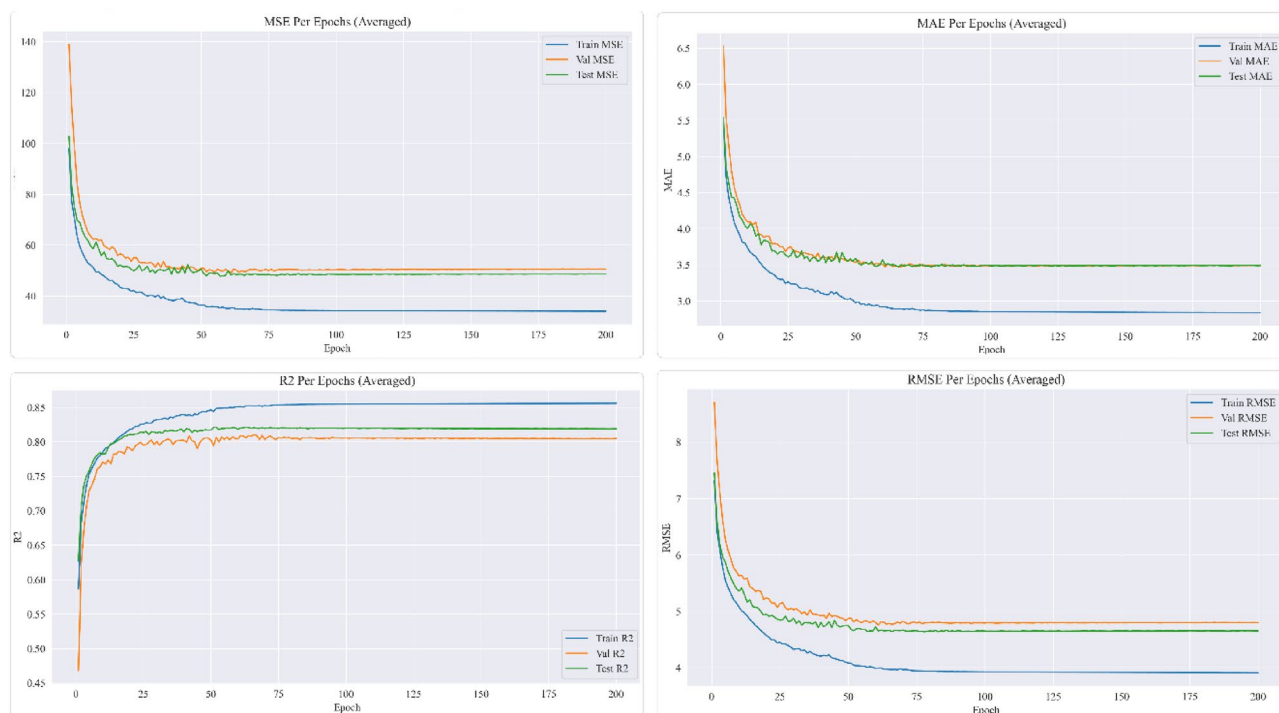 MSE Per Epochs (Averaged)
140
120
100
80
60
40
Train MSE
Val MSE
Test MSE
0 25 50 75 100 125 150 175 200
Epoch
MAE Per Epochs (Averaged)
6.5
6.0
5.5
5.0
4.5
4.0
3.5
3.0
MAE
Train MAE
Val MAE
Test MAE
0 25 50 75 100 125 150 175 200
Epoch
R2 Per Epochs (Averaged)
0.85
0.80
0.75
0.70
0.65
0.60
0.55
0.50
0.45
R2
Train R2
Val R2
Test R2
0 25 50 75 100 125 150 175 200
Epoch
RMSE Per Epochs (Averaged)
8
7
6
5
4
RMSE
Train RMSE
Val RMSE
Test RMSE
0 25 50 75 100 125 150 175 200
Epoch